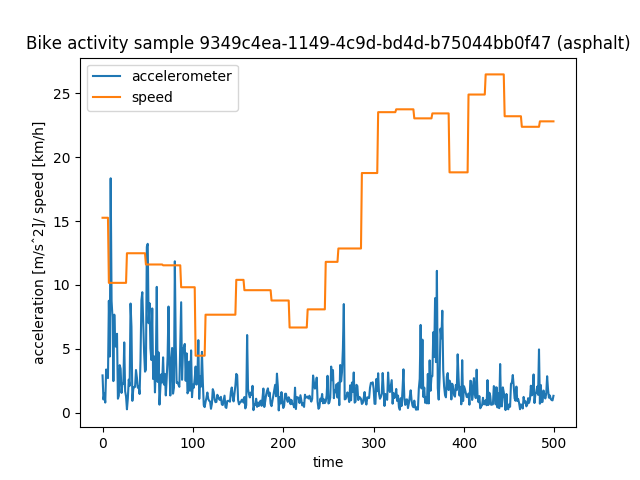 Bike activity sample 9349c4ea-1149-4c9d-bd4d-b75044bb0f47 (asphalt)
accelerometer
speed
acceleration [m/s^2]/ speed [km/h]
25
20
15
10
5
0
0
100
200
300
400
500
time